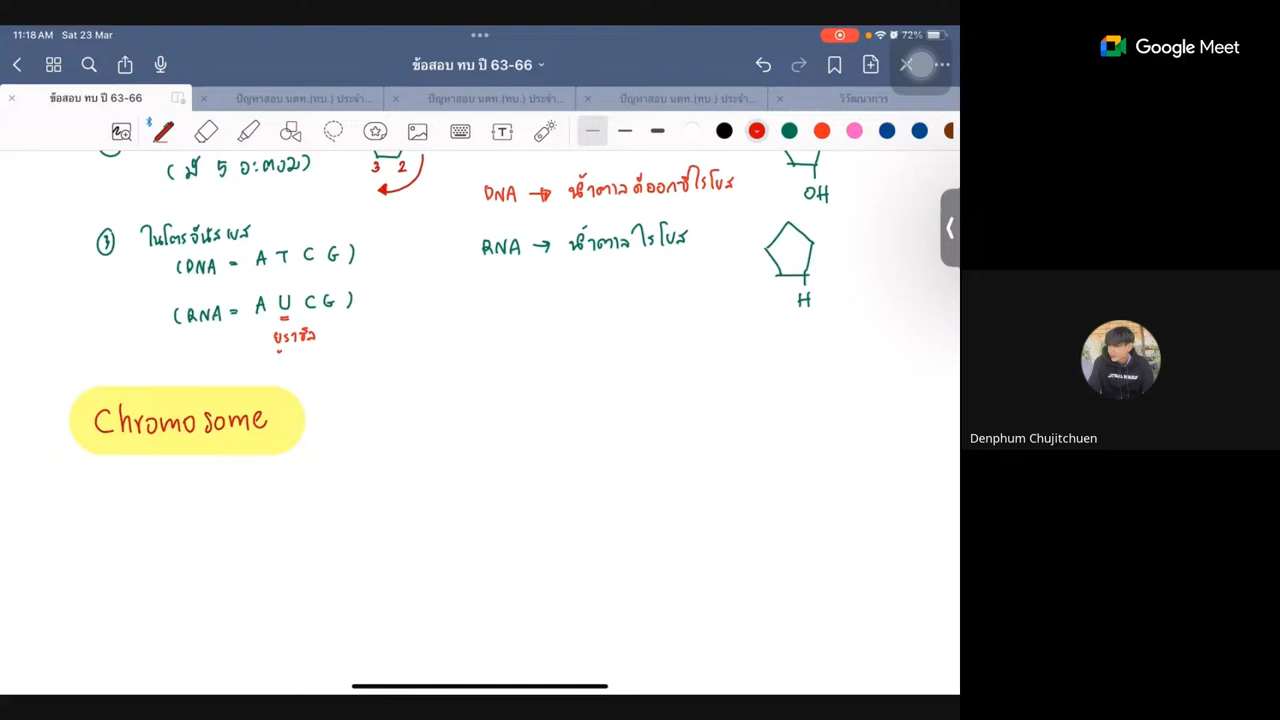 11:18 AM Sat 23 Mar
72%
Google Meet
ข้อสอบ ทบ ปี 63-66
ข้อสอบ ทบ ปี 63-66
ปัญหาสอบ นตท.(ทบ.) ประจำ...
ปัญหาสอบ นตท.(ทบ.) ประจำ...
ปัญหาสอบ นตท.(ทบ.) ประจำ...
วิวัฒนาการ
T
(มี 5 อะตอม)
3 2
DNA → น้ำตาลดีออกซีไรโบส
OH
③ ไนโตรจีนัสเบส
(DNA = A T C G)
RNA → น้ำตาลไรโบส
H
(RNA = A U C G)
ยูราซิล
Chromosome
Denphum Chujitchuen